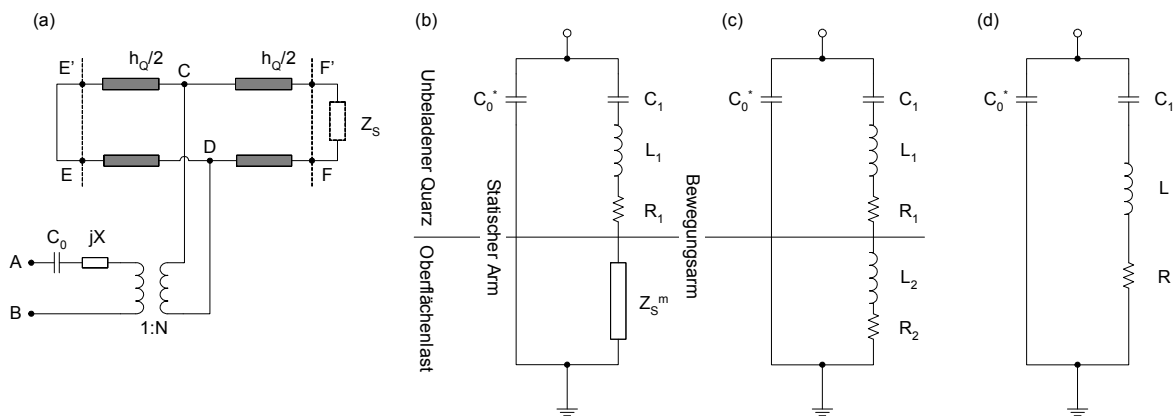 (a)
h_Q/2
h_Q/2
E'
C
F'
Z_S
D
E
F
C_0
jX
A
B
1:N
(b)
Unbeladener Quarz
Oberflächenlast
Statischer Arm
Bewegungsarm
C_0^*
C_1
L_1
R_1
Z_S^m
(c)
C_0^*
C_1
L_1
R_1
L_2
R_2
(d)
C_0^*
C_1
L
R